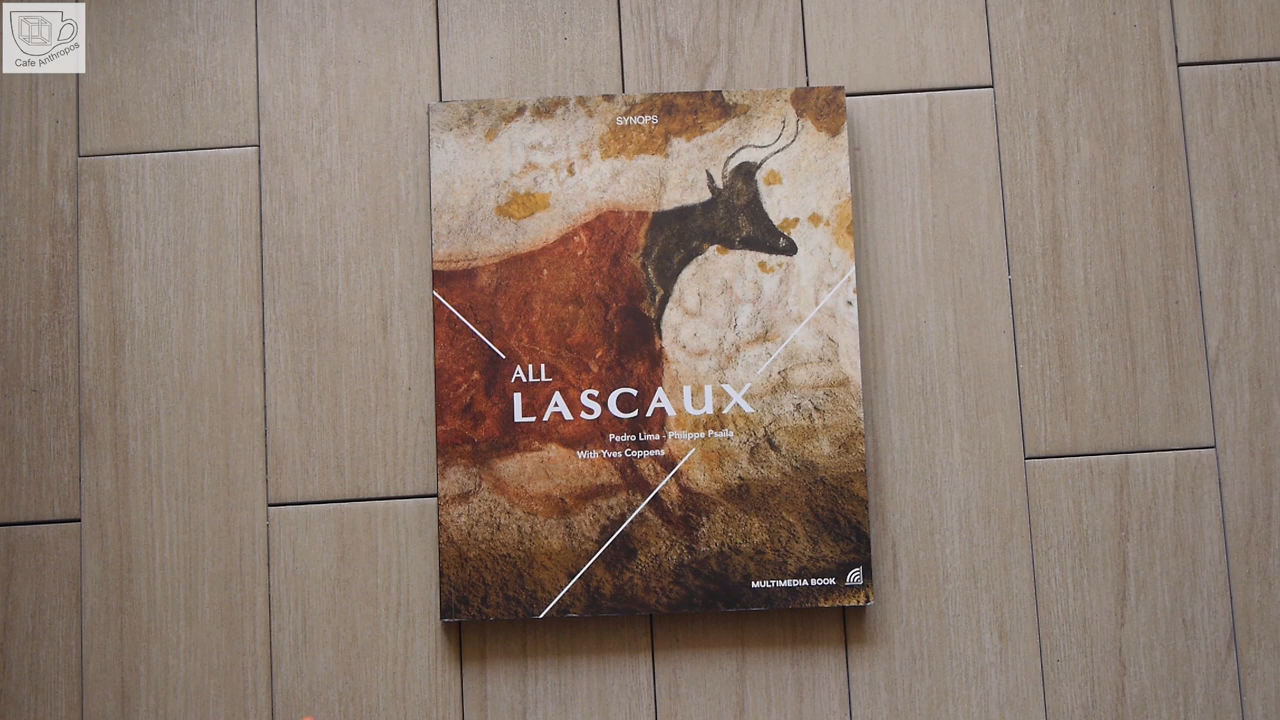 Cafe Anthropos
SYNOPS
ALL
LASCAUX
Pedro Lima - Philippe Psaïla
With Yves Coppens
MULTIMEDIA BOOK